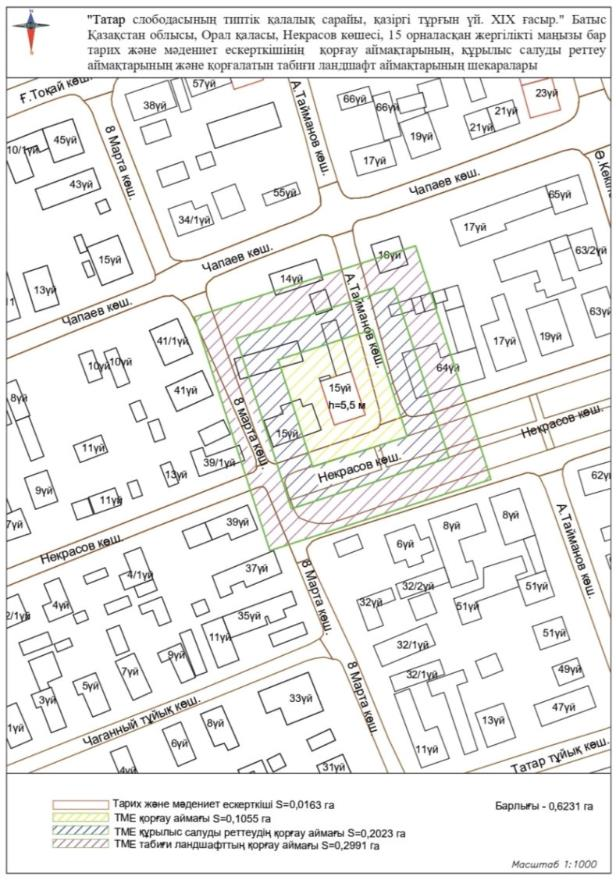 "Татар слободасының типтік қалалық сарайы, қазіргі тұрғын үй. XIX ғасыр." Батыс
Қазақстан облысы, Орал қаласы, Некрасов көшесі, 15 орналасқан жергілікті маңызы бар
тарих және мәдениет ескерткішінің қорғау аймақтарының, құрылыс салуды реттеу
аймақтарының және қорғалатын табиғи ландшафт аймақтарының шекаралары
Ғ.Тоқай көш.
57үй
38үй
А.Тайманов көш.
66үй
66үй
23үй
21үй
21үй
19үй
17үй
10/1үй
45үй
8 Марта көш.
43үй
55үй
34/1үй
Чапаев көш.
65үй
17үй
15үй
13үй
Чапаев көш.
14үй
16үй
63/2үй
63үй
А.Тайманов көш.
41/1үй
10үй
10үй
17үй
19үй
64үй
8үй
41үй
15үй
h=5,5 м
8 марта көш.
15үй
Некрасов көш.
11үй
39/1үй
13үй
Некрасов көш.
9үй
11үй
7үй
62үй
39үй
8үй
8үй
А.Тайманов көш.
6үй
Некрасов көш.
4/1үй
37үй
8 Марта көш.
32/2үй
51үй
32үй
51үй
4үй
2/1үй
35үй
11үй
32/1үй
51үй
9үй
7үй
5үй
3үй
32/1үй
49үй
47үй
33үй
8 Марта көш.
1үй
Чаганный тұйық көш.
8үй
6үй
13үй
11үй
4үй
31үй
Татар тұйық көш.
Тарих және мәдениет ескерткіші S=0,0163 га
Барлығы - 0,6231 га
ТМЕ қорғау аймағы S=0,1055 га
ТМЕ құрылыс салуды реттеудің қорғау аймағы S=0,2023 га
ТМЕ табиғи ландшафттың қорғау аймағы S=0,2991 га
Масштаб 1:1000